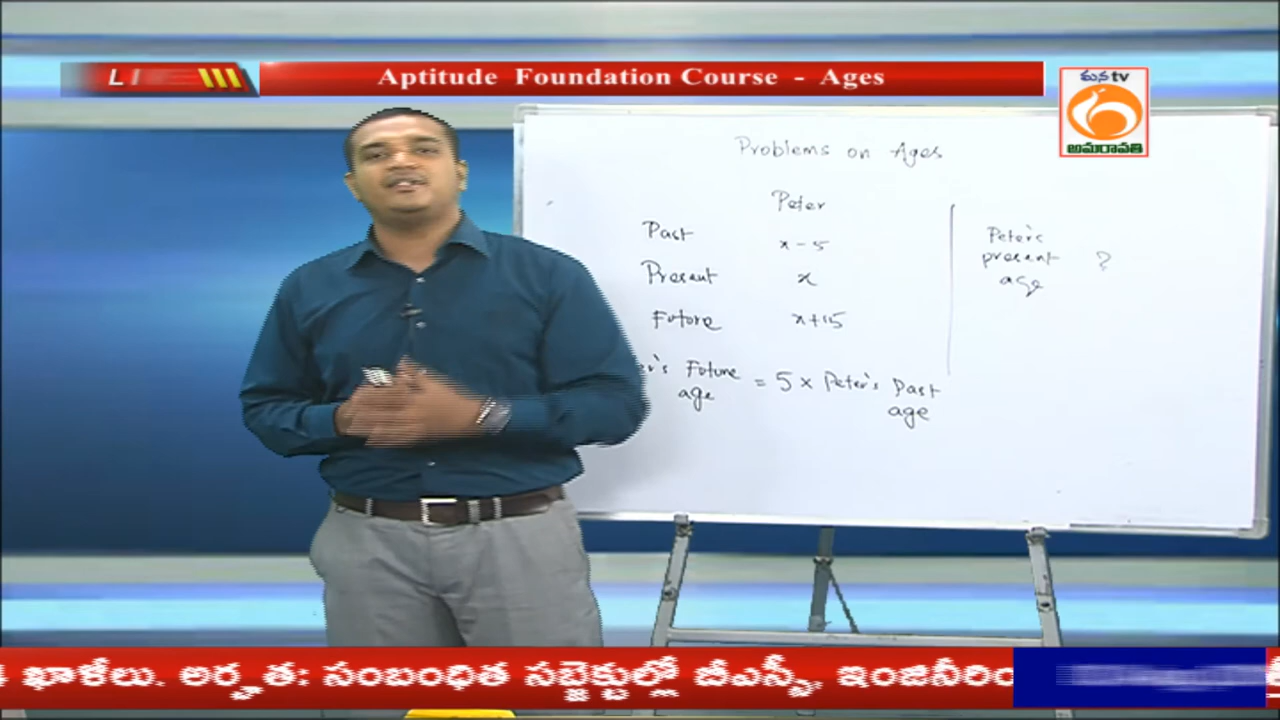 Aptitude Foundation Course - Ages
మన tv
అమరావతి
Problems on Ages
Peter
Past x-5
Present x
Future x+15
Peter's present age ?
r's Future age = 5 × Peter's Past age
ఖాళీలు. అర్హత: సంబంధిత సబ్జెక్టుల్లో బీఎస్సీ, ఇంజినీరిం